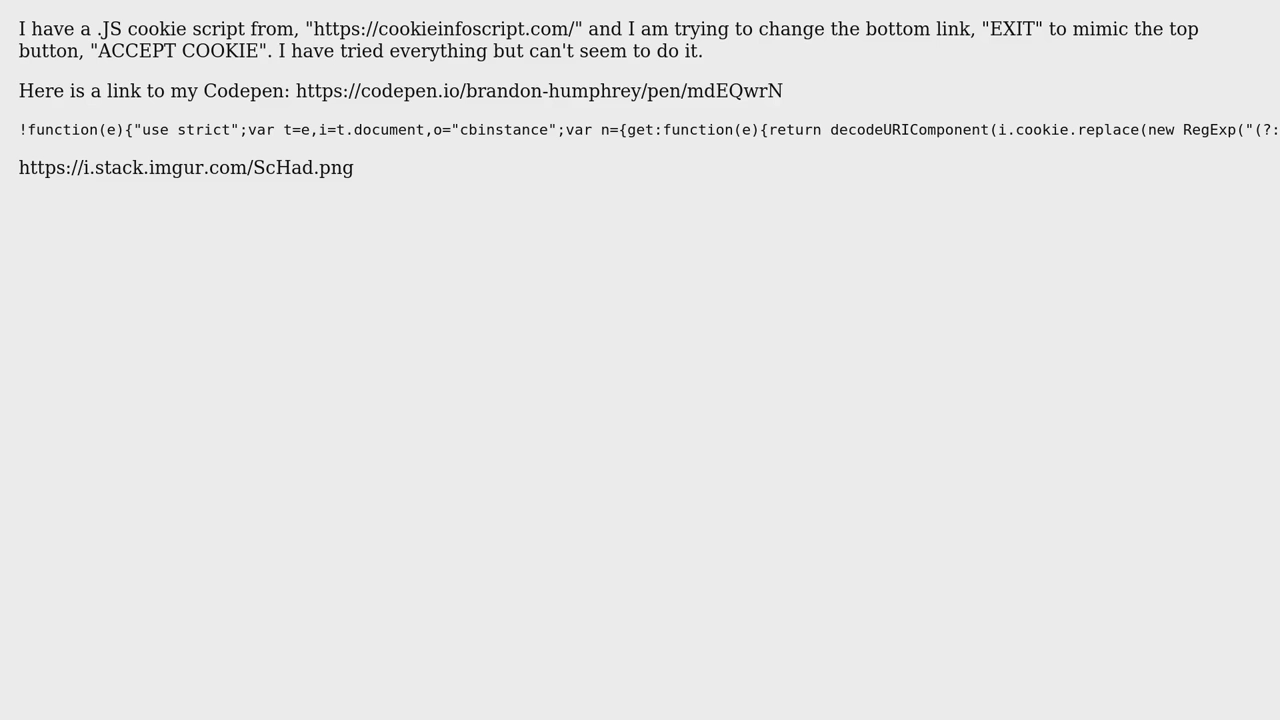 I have a .JS cookie script from, "https://cookieinfoscript.com/" and I am trying to change the bottom link, "EXIT" to mimic the top
button, "ACCEPT COOKIE". I have tried everything but can't seem to do it.
Here is a link to my Codepen: https://codepen.io/brandon-humphrey/pen/mdEQwrN
!function(e){"use strict";var t=e,i=t.document,o="cbinstance";var n={get:function(e){return decodeURIComponent(i.cookie.replace(new RegExp("(?:
https://i.stack.imgur.com/ScHad.png